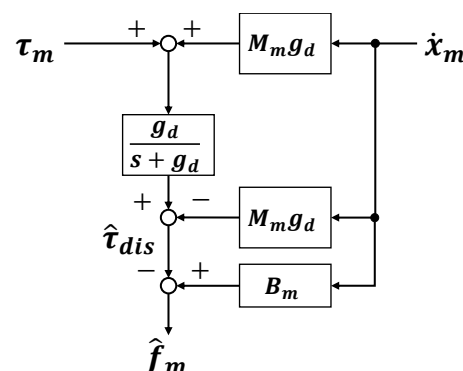 τ_m + + M_m g_d ẋ_m
g_d
s + g_d
+ − M_m g_d
τ̂_dis
− + B_m
f̂_m